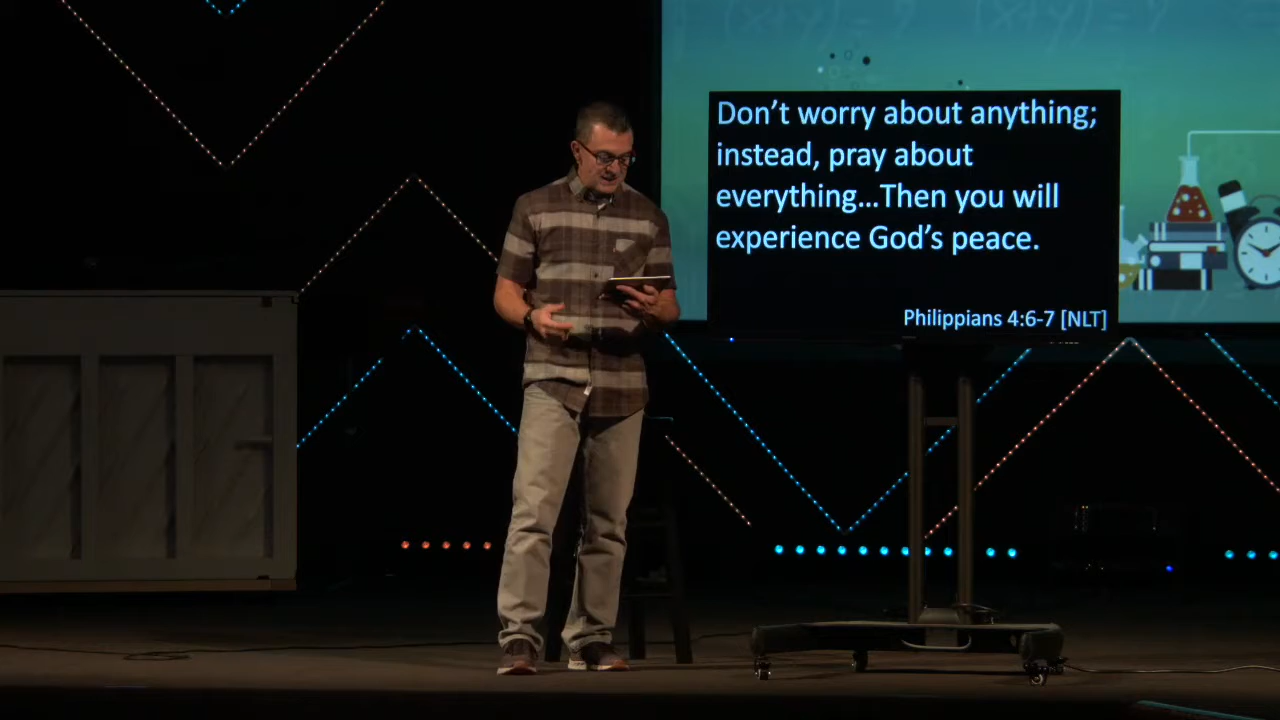 Don't worry about anything;
instead, pray about
everything...Then you will
experience God's peace.
Philippians 4:6-7 [NLT]